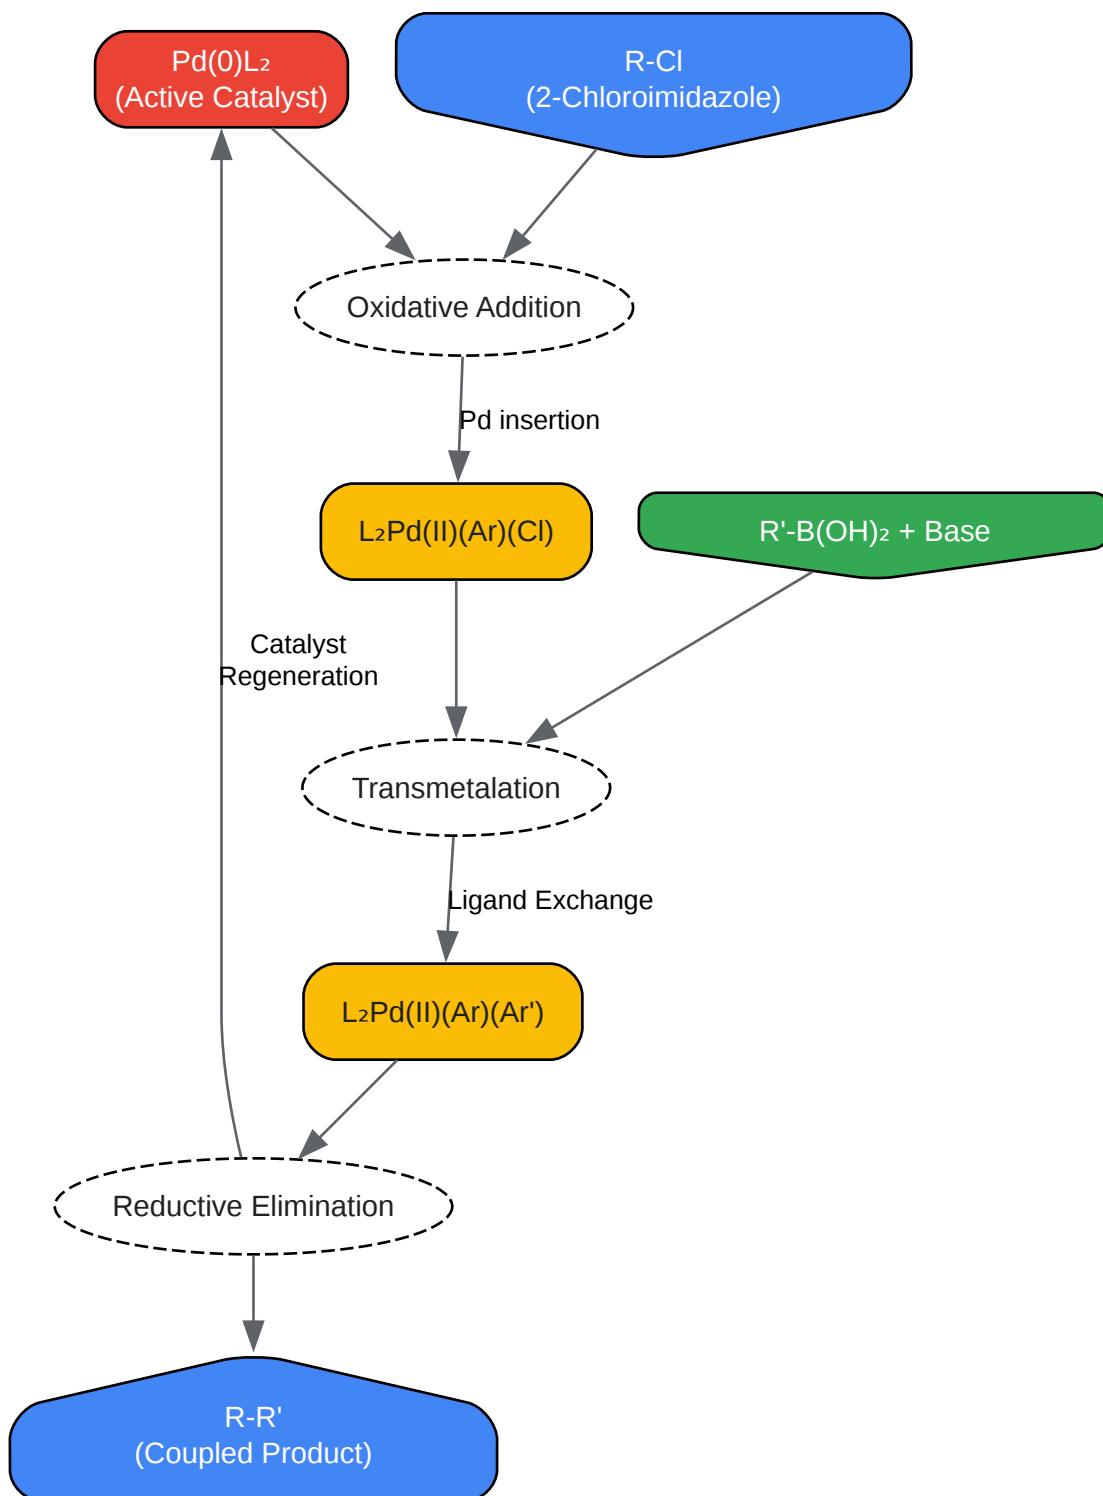 Pd(0)L₂
(Active Catalyst)
R-Cl
(2-Chloroimidazole)
Oxidative Addition
Pd insertion
L₂Pd(II)(Ar)(Cl)
R'-B(OH)₂ + Base
Catalyst
Regeneration
Transmetalation
Ligand Exchange
L₂Pd(II)(Ar)(Ar')
Reductive Elimination
R-R'
(Coupled Product)